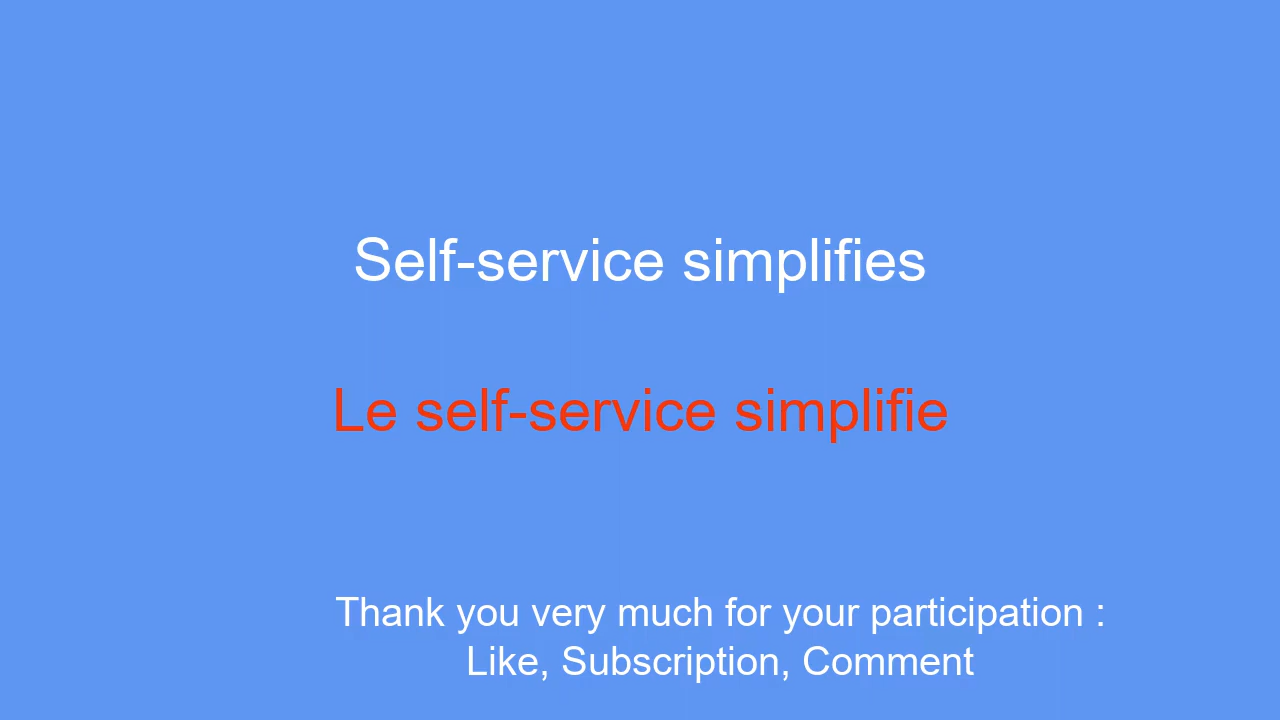 Self-service simplifies
Le self-service simplifie
Thank you very much for your participation :
Like, Subscription, Comment